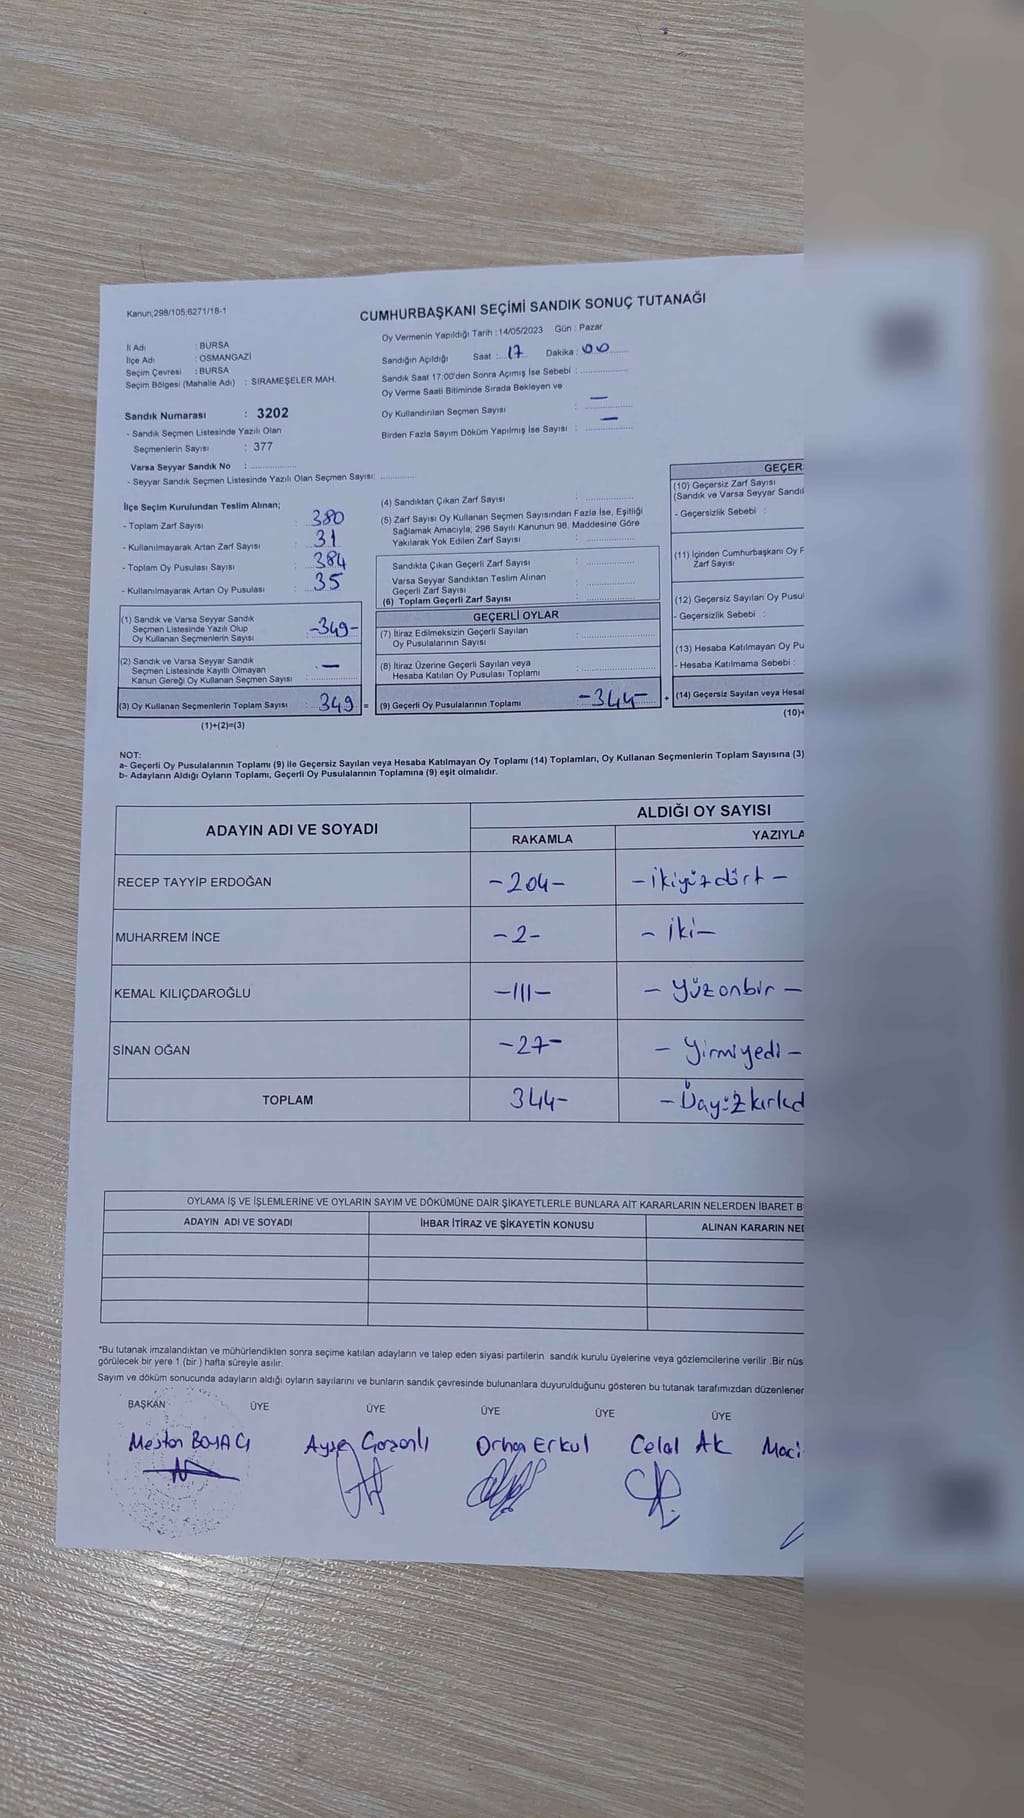 Kanun;298/105;6271/18-1
CUMHURBAŞKANI SEÇİMİ SANDIK SONUÇ TUTANAĞI
Oy Vermenin Yapıldığı Tarih : 14/05/2023 Gün : Pazar
İl Adı : BURSA
İlçe Adı : OSMANGAZİ
Seçim Çevresi : BURSA
Seçim Bölgesi (Mahalle Adı) : SIRAMEŞELER MAH.
Sandığın Açıldığı Saat : 17 Dakika : 00
Sandık Saat 17:00'den Sonra Açımış İse Sebebi :
Oy Verme Saati Bitiminde Sırada Bekleyen ve
Oy Kullandırılan Seçmen Sayısı : —
Birden Fazla Sayım Döküm Yapılmış İse Sayısı : —
Sandık Numarası : 3202
- Sandık Seçmen Listesinde Yazılı Olan
Seçmenlerin Sayısı : 377
Varsa Seyyar Sandık No :
- Seyyar Sandık Seçmen Listesinde Yazılı Olan Seçmen Sayısı:
İlçe Seçim Kurulundan Teslim Alınan;
- Toplam Zarf Sayısı : 380
- Kullanılmayarak Artan Zarf Sayısı : 31
- Toplam Oy Pusulası Sayısı : 384
- Kullanılmayarak Artan Oy Pusulası : 35
(1) Sandık ve Varsa Seyyar Sandık
Seçmen Listesinde Yazılı Olup
Oy Kullanan Seçmenlerin Sayısı -349-
(2) Sandık ve Varsa Seyyar Sandık
Seçmen Listesinde Kayıtlı Olmayan
Kanun Gereği Oy Kullanan Seçmen Sayısı : —
(3) Oy Kullanan Seçmenlerin Toplam Sayısı : 349 =
(1)+(2)=(3)
(4) Sandıktan Çıkan Zarf Sayısı :
(5) Zarf Sayısı Oy Kullanan Seçmen Sayısından Fazla İse, Eşitliği
Sağlamak Amacıyla, 298 Sayılı Kanunun 98. Maddesine Göre
Yakılarak Yok Edilen Zarf Sayısı :
Sandıkta Çıkan Geçerli Zarf Sayısı :
Varsa Seyyar Sandıktan Teslim Alınan
Geçerli Zarf Sayısı :
(6) Toplam Geçerli Zarf Sayısı :
GEÇERLİ OYLAR
(7) İtiraz Edilmeksizin Geçerli Sayılan
Oy Pusulalarının Sayısı :
(8) İtiraz Üzerine Geçerli Sayılan veya
Hesaba Katılan Oy Pusulası Toplamı :
(9) Geçerli Oy Pusulalarının Toplamı -344- +
GEÇER
(10) Geçersiz Zarf Sayısı
(Sandık ve Varsa Seyyar Sandı
- Geçersizlik Sebebi :
(11) İçinden Cumhurbaşkanı Oy P
Zarf Sayısı
(12) Geçersiz Sayılan Oy Pusul
- Geçersizlik Sebebi :
(13) Hesaba Katılmayan Oy Pu
- Hesaba Katılmama Sebebi :
(14) Geçersiz Sayılan veya Hesal
(10)+
NOT:
a- Geçerli Oy Pusulalarının Toplamı (9) ile Geçersiz Sayılan veya Hesaba Katılmayan Oy Toplamı (14) Toplamları, Oy Kullanan Seçmenlerin Toplam Sayısına (3)
b- Adayların Aldığı Oyların Toplamı, Geçerli Oy Pusulalarının Toplamına (9) eşit olmalıdır.
ADAYIN ADI VE SOYADI
ALDIĞI OY SAYISI
RAKAMLA YAZIYLA
RECEP TAYYİP ERDOĞAN -204- -ikiyüzdört-
MUHARREM İNCE -2- - iki-
KEMAL KILIÇDAROĞLU -111- - Yüzonbir -
SİNAN OĞAN -27- - Yirmiyedi -
TOPLAM 344-
OYLAMA İŞ VE İŞLEMLERİNE VE OYLARIN SAYIM VE DÖKÜMÜNE DAİR ŞİKAYETLERLE BUNLARA AİT KARARLARIN NELERDEN İBARET B
ADAYIN ADI VE SOYADI İHBAR İTİRAZ VE ŞİKAYETİN KONUSU ALINAN KARARIN NE
*Bu tutanak imzalandıktan ve mühürlendikten sonra seçime katılan adayların ve talep eden siyasi partilerin sandık kurulu üyelerine veya gözlemcilerine verilir .Bir nüs
görülecek bir yere 1 (bir ) hafta süreyle asılır.
Sayım ve döküm sonucunda adayların aldığı oyların sayılarını ve bunların sandık çevresinde bulunanlara duyurulduğunu gösteren bu tutanak tarafımızdan düzenlener
BAŞKAN ÜYE ÜYE ÜYE ÜYE ÜYE
BOYACI Orhan Erkul Celal AK